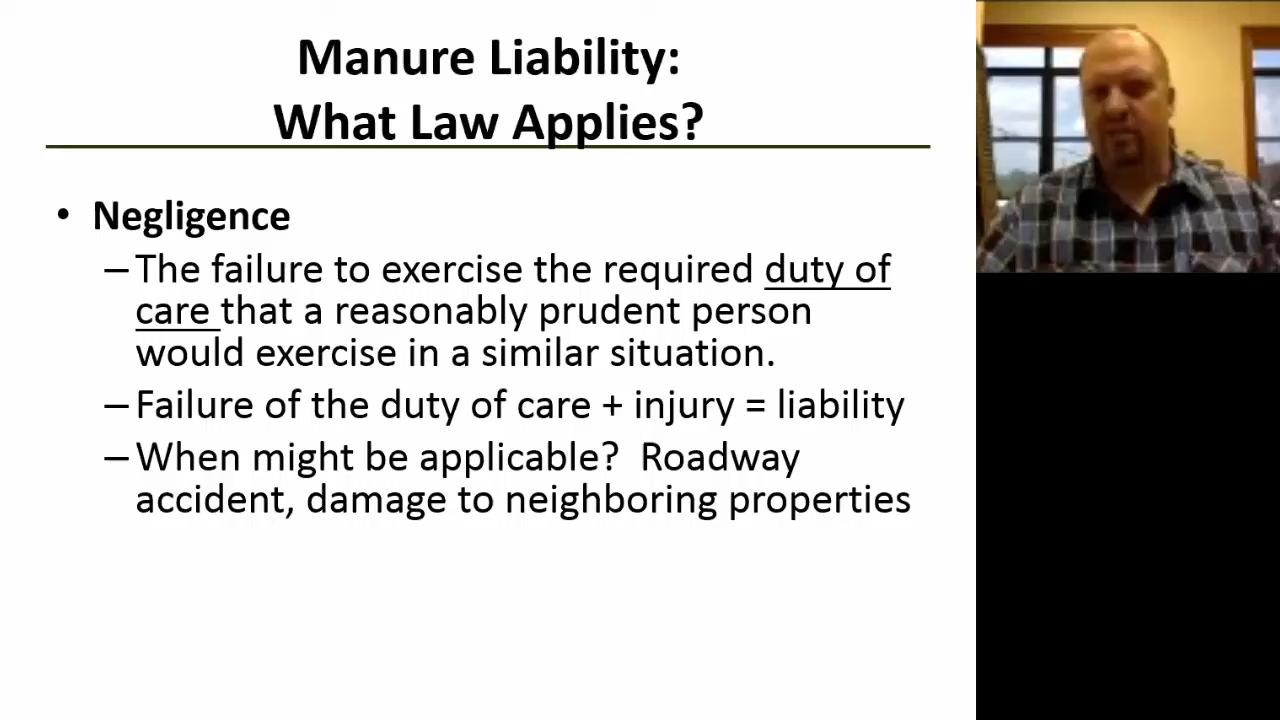 Manure Liability:
What Law Applies?
• Negligence
–The failure to exercise the required duty of
care that a reasonably prudent person
would exercise in a similar situation.
–Failure of the duty of care + injury = liability
–When might be applicable?  Roadway
accident, damage to neighboring properties